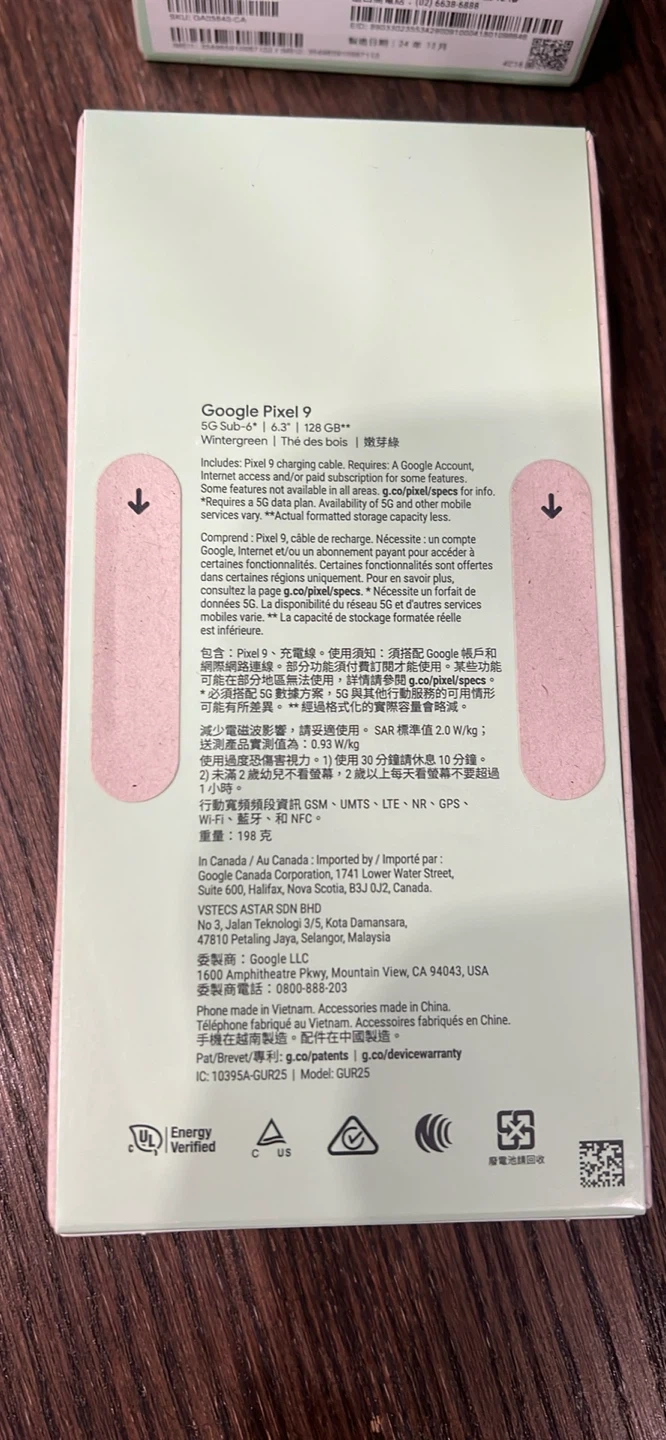 SKU: GA05843-CA
(02) 6638-6888
製造日期：24 年 11 月
4214
Google Pixel 9
5G Sub-6* | 6.3" | 128 GB**
Wintergreen | Thé des bois | 嫩芽綠
Includes: Pixel 9 charging cable. Requires: A Google Account,
Internet access and/or paid subscription for some features.
Some features not available in all areas. g.co/pixel/specs for info.
*Requires a 5G data plan. Availability of 5G and other mobile
services vary. **Actual formatted storage capacity less.
Comprend : Pixel 9, câble de recharge. Nécessite : un compte
Google, Internet et/ou un abonnement payant pour accéder à
certaines fonctionnalités. Certaines fonctionnalités sont offertes
dans certaines régions uniquement. Pour en savoir plus,
consultez la page g.co/pixel/specs. * Nécessite un forfait de
données 5G. La disponibilité du réseau 5G et d'autres services
mobiles varie. ** La capacité de stockage formatée réelle
est inférieure.
包含：Pixel 9、充電線。使用須知：須搭配 Google 帳戶和
網際網路連線。部分功能須付費訂閱才能使用。某些功能
可能在部分地區無法使用，詳情請參閱 g.co/pixel/specs。
* 必須搭配 5G 數據方案，5G 與其他行動服務的可用情形
可能有所差異。 ** 經過格式化的實際容量會略減。
減少電磁波影響，請妥適使用。 SAR 標準值 2.0 W/kg；
送測產品實測值為：0.93 W/kg
使用過度恐傷害視力。1) 使用 30 分鐘請休息 10 分鐘。
2) 未滿 2 歲幼兒不看螢幕，2 歲以上每天看螢幕不要超過
1 小時。
行動寬頻頻段資訊 GSM、UMTS、LTE、NR、GPS、
Wi-Fi、藍牙、和 NFC。
重量：198 克
In Canada / Au Canada : Imported by / Importé par :
Google Canada Corporation, 1741 Lower Water Street,
Suite 600, Halifax, Nova Scotia, B3J 0J2, Canada.
VSTECS ASTAR SDN BHD
No 3, Jalan Teknologi 3/5, Kota Damansara,
47810 Petaling Jaya, Selangor, Malaysia
委製商：Google LLC
1600 Amphitheatre Pkwy, Mountain View, CA 94043, USA
委製商電話：0800-888-203
Phone made in Vietnam. Accessories made in China.
Téléphone fabriqué au Vietnam. Accessoires fabriqués en Chine.
手機在越南製造。配件在中國製造。
Pat/Brevet/專利: g.co/patents | g.co/devicewarranty
IC: 10395A-GUR25 | Model: GUR25
c UL Energy Verified
C US
廢電池請回收